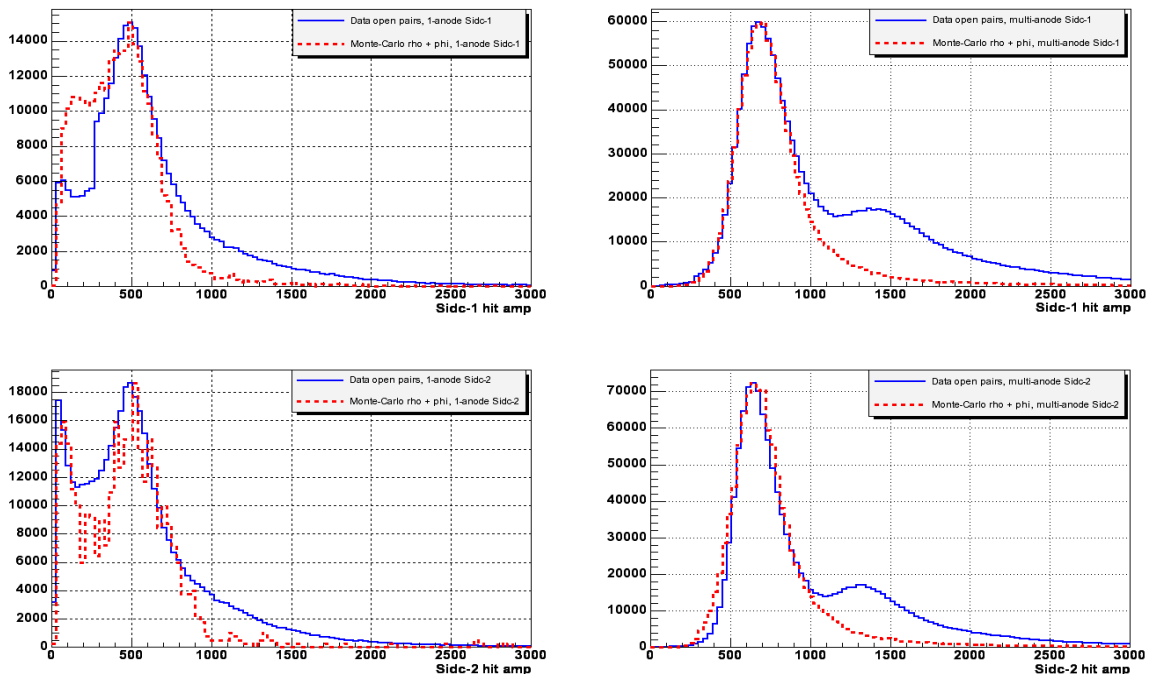 Data open pairs, 1-anode Sidc-1
Monte-Carlo rho + phi, 1-anode Sidc-1
14000
12000
10000
8000
6000
4000
2000
0
0 500 1000 1500 2000 2500 3000
Sidc-1 hit amp
Data open pairs, multi-anode Sidc-1
Monte-Carlo rho + phi, multi-anode Sidc-1
60000
50000
40000
30000
20000
10000
0
0 500 1000 1500 2000 2500 3000
Sidc-1 hit amp
Data open pairs, 1-anode Sidc-2
Monte-Carlo rho + phi, 1-anode Sidc-2
18000
16000
14000
12000
10000
8000
6000
4000
2000
0
0 500 1000 1500 2000 2500 3000
Sidc-2 hit amp
Data open pairs, multi-anode Sidc-2
Monte-Carlo rho + phi, multi-anode Sidc-2
70000
60000
50000
40000
30000
20000
10000
0
0 500 1000 1500 2000 2500 3000
Sidc-2 hit amp